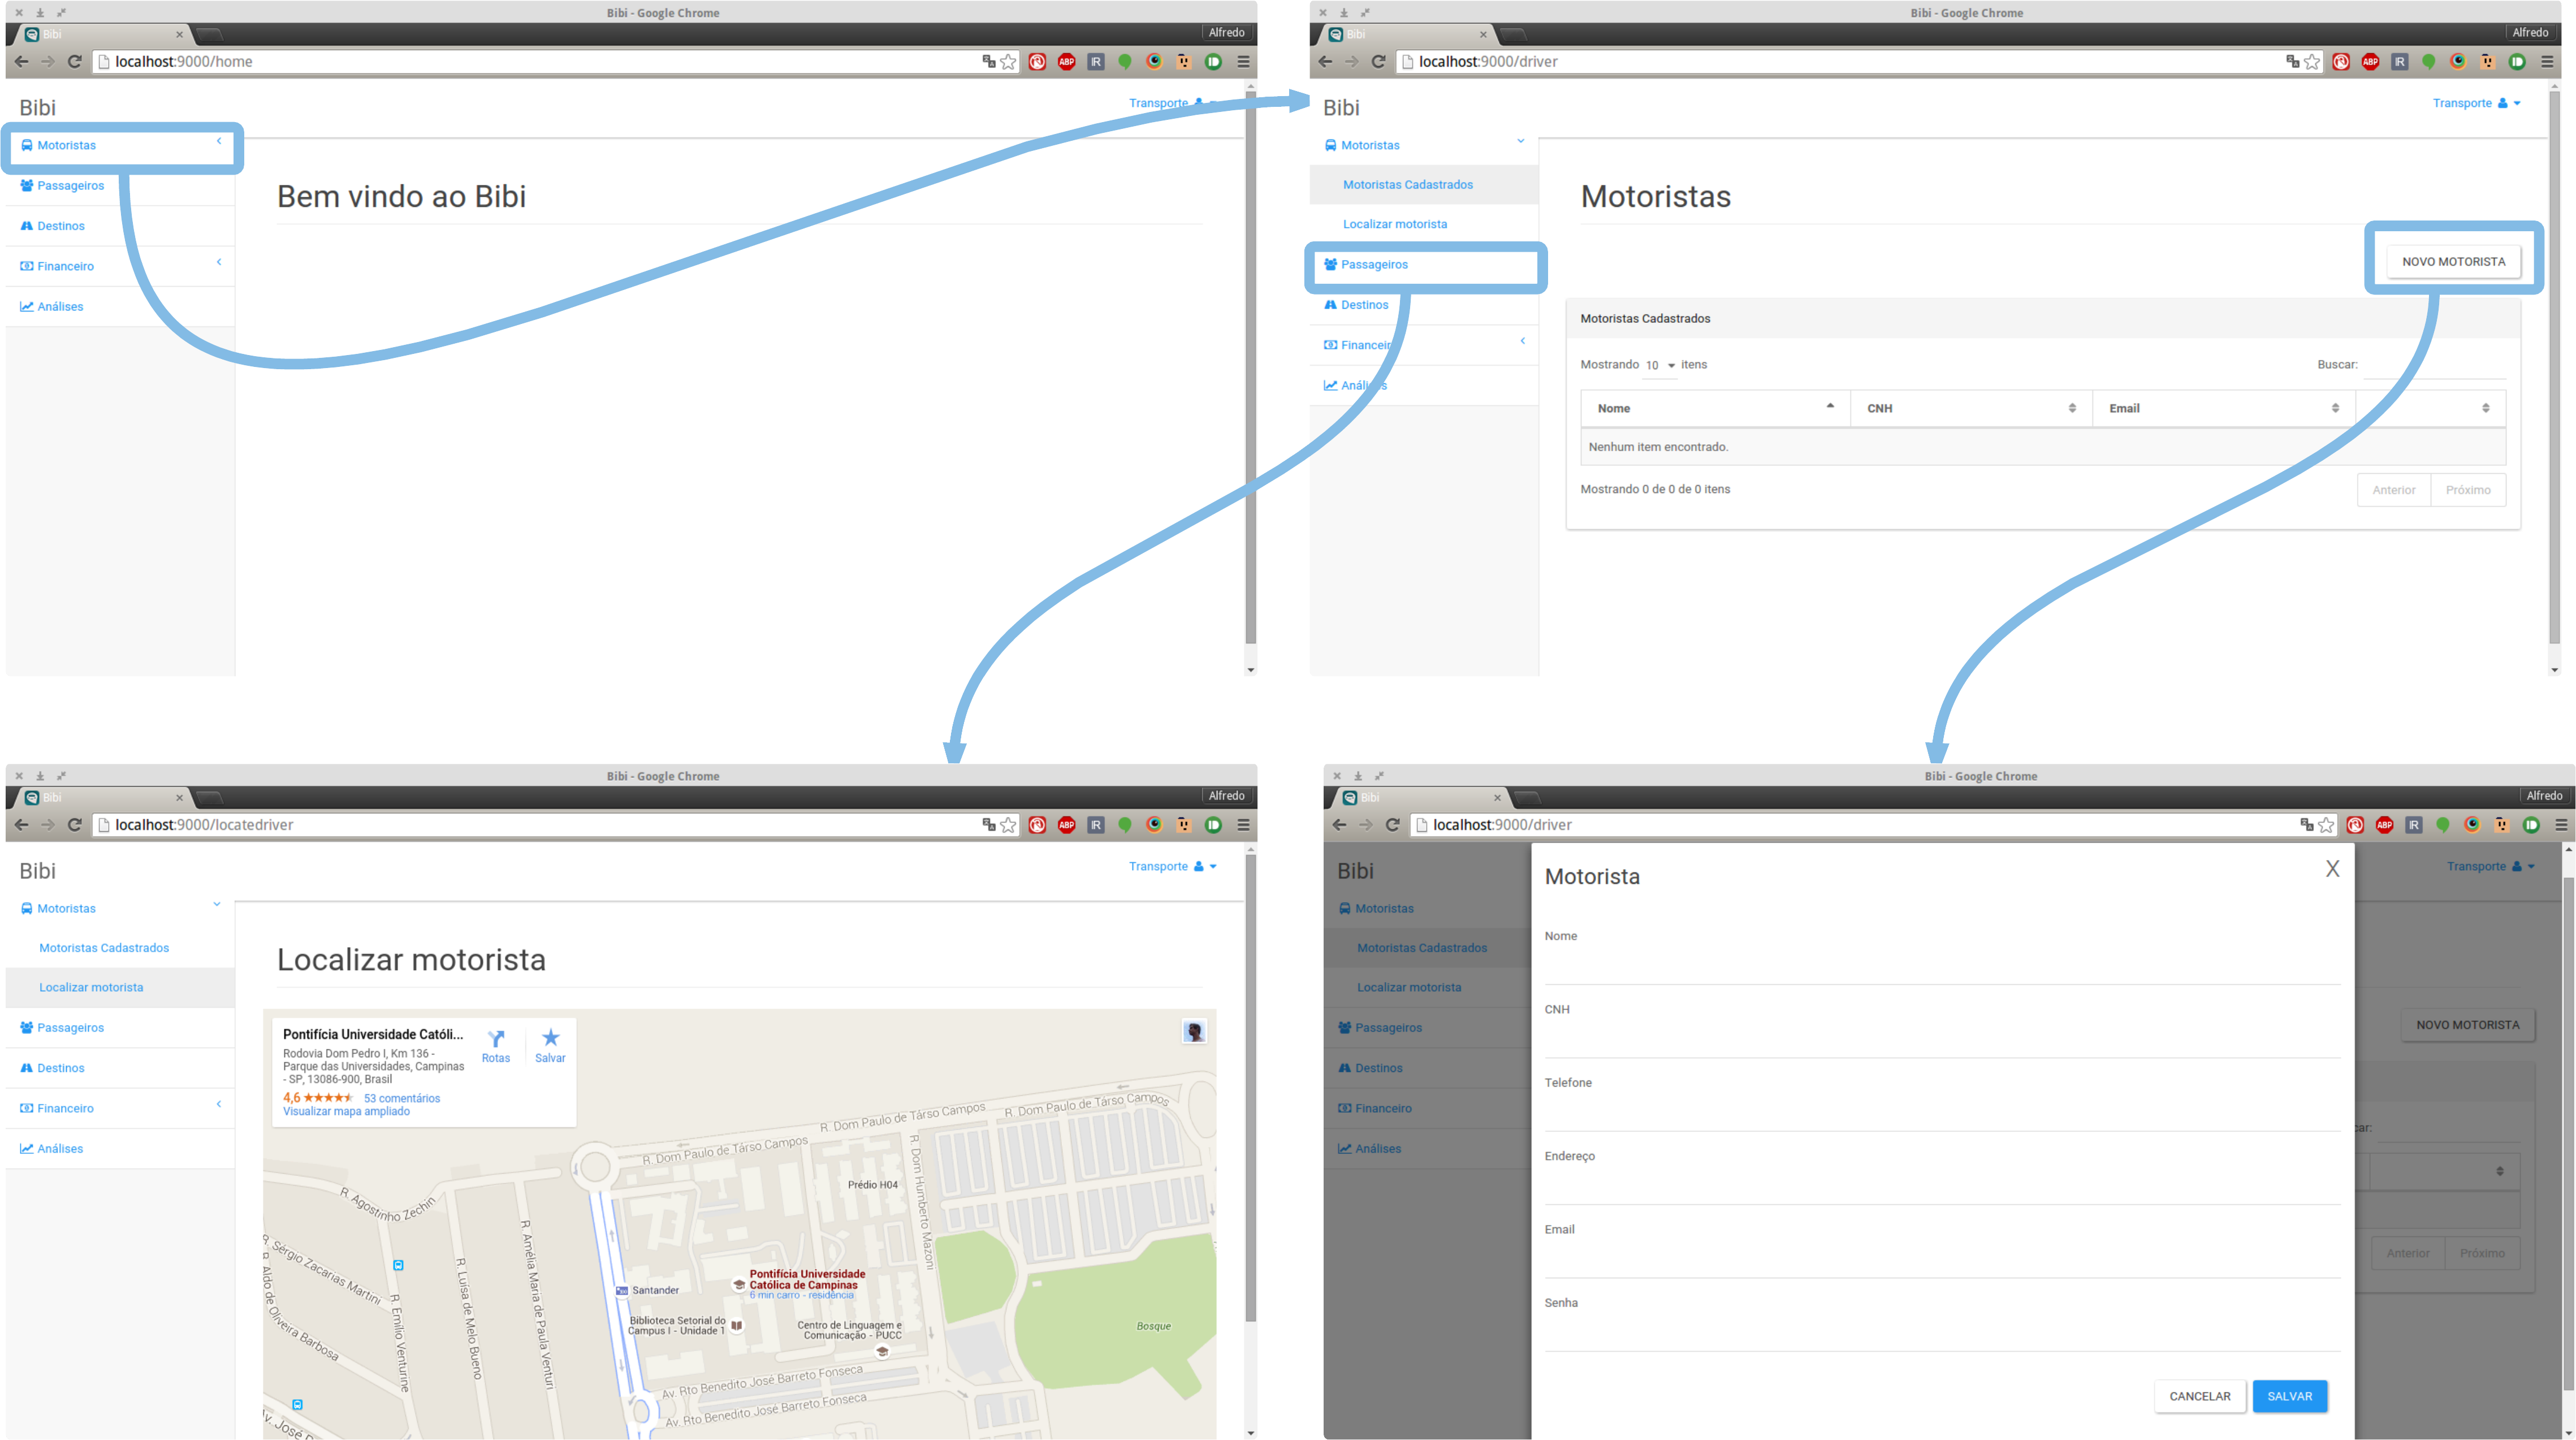 Bibi - Google Chrome
Bibi
Alfredo
localhost:9000/home
ABP
IR
Bibi
Transporte
Motoristas
Passageiros
Destinos
Financeiro
Análises
Bem vindo ao Bibi
Bibi - Google Chrome
Bibi
Alfredo
localhost:9000/driver
ABP
IR
Bibi
Transporte
Motoristas
Motoristas Cadastrados
Localizar motorista
Passageiros
Destinos
Financeir
Motoristas
NOVO MOTORISTA
Motoristas Cadastrados
Mostrando 10 itens
Buscar:
Nome CNH Email
Nenhum item encontrado.
Mostrando 0 de 0 de 0 itens
Anterior Próximo
Bibi - Google Chrome
Bibi
Alfredo
localhost:9000/locatedriver
ABP
IR
Bibi
Transporte
Motoristas
Motoristas Cadastrados
Localizar motorista
Passageiros
Destinos
Financeiro
Análises
Localizar motorista
Pontifícia Universidade Católi...
Rodovia Dom Pedro I, Km 136 -
Parque das Universidades, Campinas
- SP, 13086-900, Brasil
4,6 53 comentários
Visualizar mapa ampliado
Rotas
Salvar
R. Dom Paulo de Társo Campos
R. Dom Paulo de Társo Campos
R. Dom Paulo de Társo Campos
R. Dom Humberto Mazoni
Prédio H04
R. Agostinho Zechin
R. Sérgio Zacarias Martini
R. Aldo de Oliveira Barbosa
R. Emílio Venturine
R. Luísa de Melo Bueno
R. Amélia Maria de Paula Venturi
Santander
Pontifícia Universidade
Católica de Campinas
6 min carro - residência
Biblioteca Setorial do
Campus I - Unidade 1
Centro de Linguagem e
Comunicação - PUCC
Bosque
Av. Rto Benedito José Barreto Fonseca
Av. Rto Benedito José Barreto Fonseca
Bibi - Google Chrome
Bibi
Alfredo
localhost:9000/driver
ABP
IR
Bibi
Transporte
Motoristas
Motoristas Cadastrados
Localizar motorista
Passageiros
Destinos
Financeiro
Análises
NOVO MOTORISTA
car:
Anterior Próximo
Motorista
X
Nome
CNH
Telefone
Endereço
Email
Senha
CANCELAR SALVAR